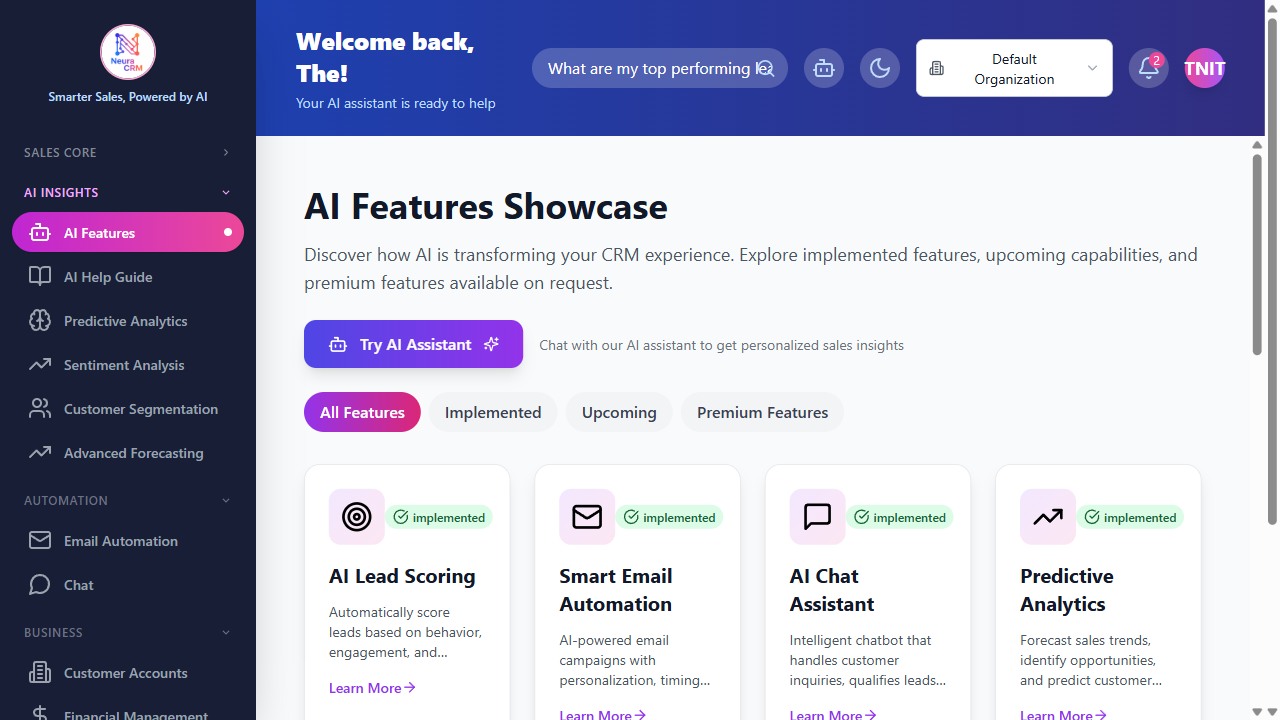 Neura
CRM
Smarter Sales, Powered by AI
SALES CORE
AI INSIGHTS
AI Features
AI Help Guide
Predictive Analytics
Sentiment Analysis
Customer Segmentation
Advanced Forecasting
AUTOMATION
Email Automation
Chat
BUSINESS
Customer Accounts
Financial Management
Welcome back,
The!
Your AI assistant is ready to help
What are my top performing lea
Default
Organization
2
TNIT
AI Features Showcase
Discover how AI is transforming your CRM experience. Explore implemented features, upcoming capabilities, and
premium features available on request.
Try AI Assistant
Chat with our AI assistant to get personalized sales insights
All Features
Implemented
Upcoming
Premium Features
implemented
AI Lead Scoring
Automatically score
leads based on behavior,
engagement, and...
Learn More
implemented
Smart Email
Automation
AI-powered email
campaigns with
personalization, timing...
Learn More
implemented
AI Chat
Assistant
Intelligent chatbot that
handles customer
inquiries, qualifies leads...
Learn More
implemented
Predictive
Analytics
Forecast sales trends,
identify opportunities,
and predict customer...
Learn More